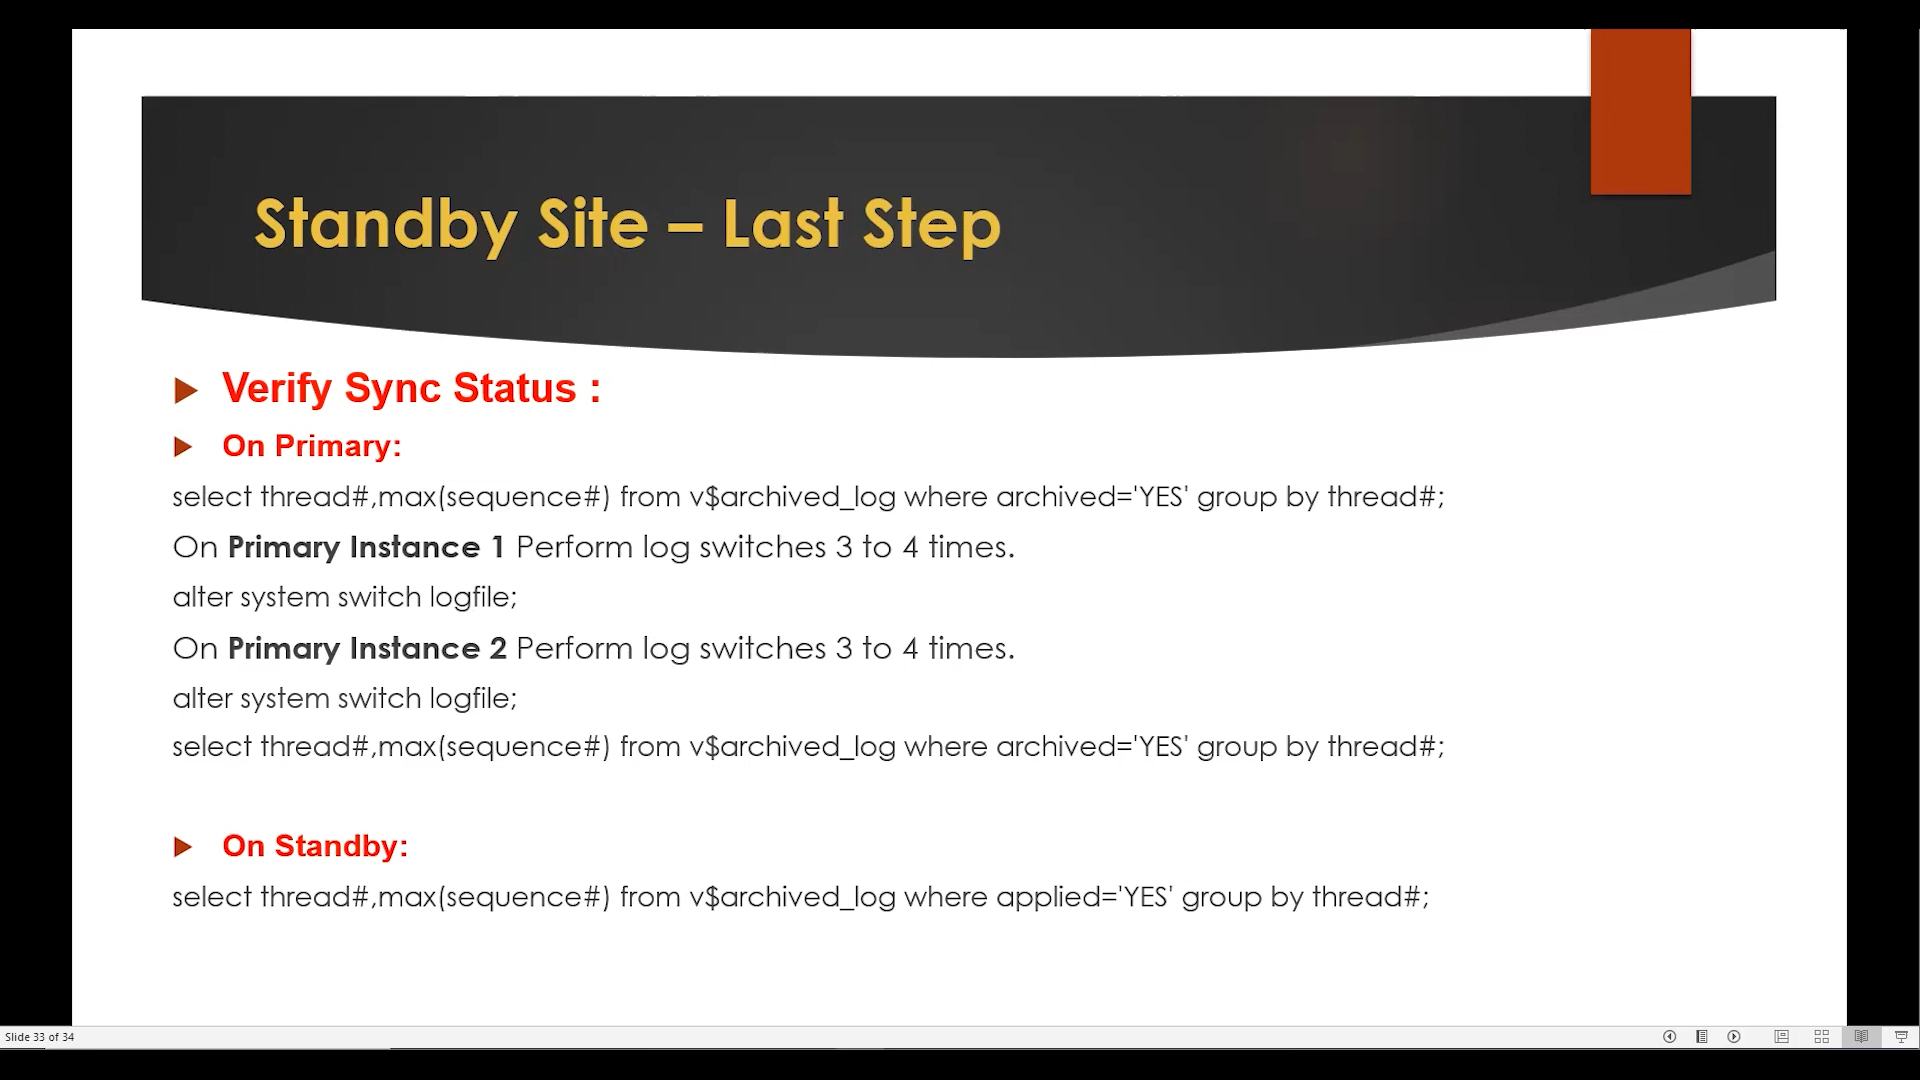 Standby Site – Last Step
Verify Sync Status :
On Primary:
select thread#,max(sequence#) from v$archived_log where archived='YES' group by thread#;
On Primary Instance 1 Perform log switches 3 to 4 times.
alter system switch logfile;
On Primary Instance 2 Perform log switches 3 to 4 times.
alter system switch logfile;
select thread#,max(sequence#) from v$archived_log where archived='YES' group by thread#;
On Standby:
select thread#,max(sequence#) from v$archived_log where applied='YES' group by thread#;
Slide 33 of 34